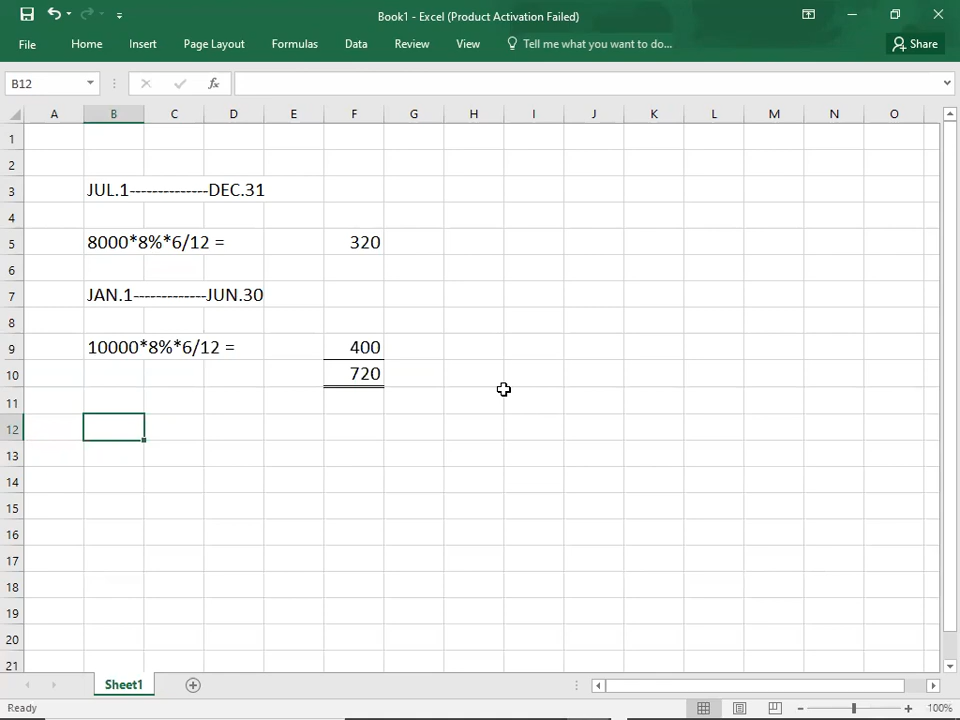 Book1 - Excel (Product Activation Failed)
File Home Insert Page Layout Formulas Data Review View Tell me what you want to do... Share
B12 fx
A B C D E F G H I J K L M N O
1
2
3 JUL.1--------------DEC.31
4
5 8000*8%*6/12 = 320
6
7 JAN.1-------------JUN.30
8
9 10000*8%*6/12 = 400
10 720
11
12
13
14
15
16
17
18
19
20
21
Sheet1
Ready 100%